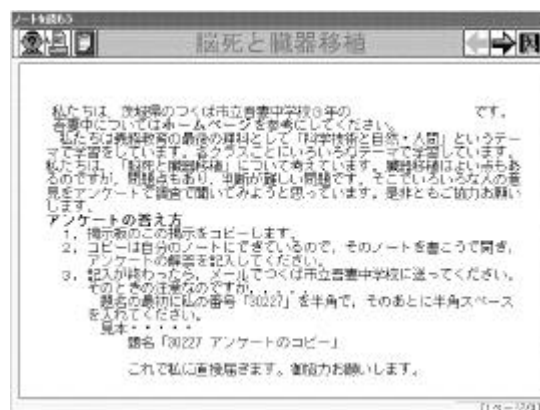 ノートを読もう
脳死と臓器移植
私たちは、茨城県のつくば市立吾妻中学校3年の です。
吾妻中についてはホームページを参考にしてください。
私たちは義務教育の最後の理科として「科学技術と自然・人間」というテー
マで学習をしています。各クラスごとにいろいろなテーマで学習しています。
私たちは、「脳死と臓器移植」について考えています。臓器移植はよい点もあ
るのですが、問題点もあり、判断が難しい問題です。そこでいろいろな人の意
見をアンケートで調査で聞いてみようと思っています。是非ともご協力お願い
します。
アンケートの答え方
1．掲示板のこの掲示をコピーします。
2．コピーは自分のノートにできているので、そのノートを書こうで開き、
アンケートの解答を記入してください。
3．記入が終わったら、メールでつくば市立吾妻中学校に送ってください。
そのときの注意なのですが、．．．．
題名の最初に私の番号「30227」を半角で、そのあとに半角スペース
を入れてください。
見本・・・・・
題名「30227 アンケートのコピー」
これで私に直接届きます。御協力お願いします。